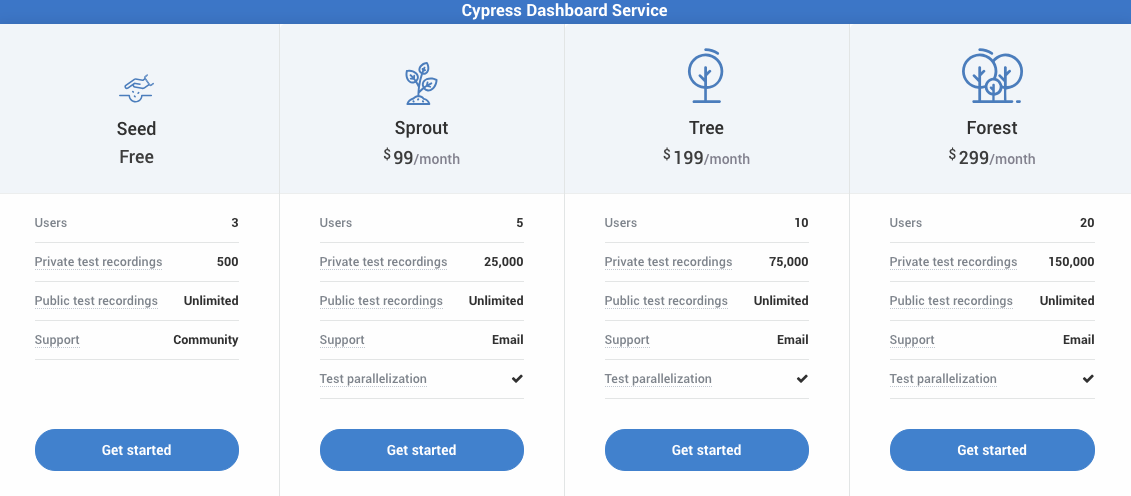 Cypress Dashboard Service
Seed
Free
Users 3
Private test recordings 500
Public test recordings Unlimited
Support Community
Get started
Sprout
$99/month
Users 5
Private test recordings 25,000
Public test recordings Unlimited
Support Email
Test parallelization ✔
Get started
Tree
$199/month
Users 10
Private test recordings 75,000
Public test recordings Unlimited
Support Email
Test parallelization ✔
Get started
Forest
$299/month
Users 20
Private test recordings 150,000
Public test recordings Unlimited
Support Email
Test parallelization ✔
Get started